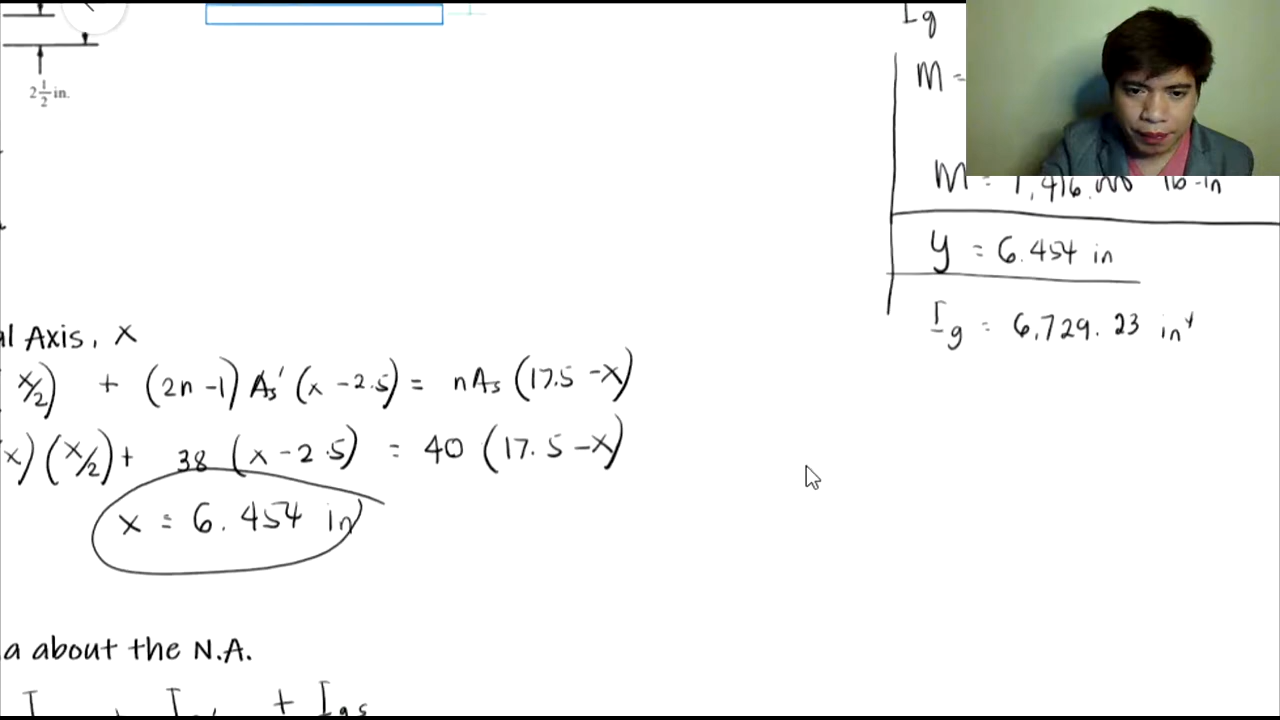 2 1/2 in.
Ig
M =
M = 1,416,000 lb-in
y = 6.454 in
Ig = 6,729.23 in⁴
al Axis, x
x/2) + (2n -1) As' (x -2.5) = nAs (17.5 -x)
x) (x/2) + 38 (x -2.5) = 40 (17.5 -x)
x = 6.454 in
a about the N.A.